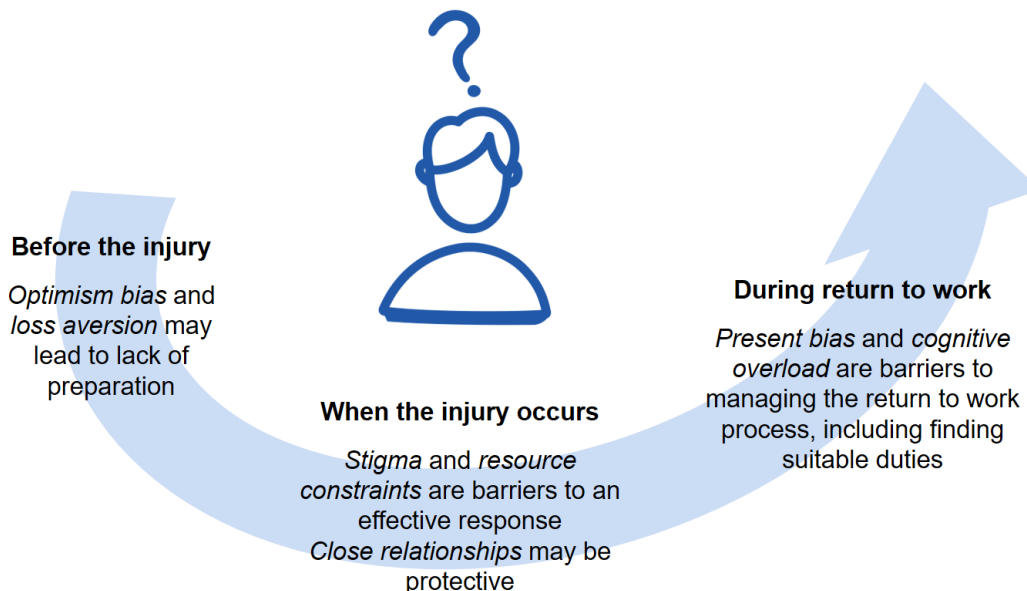 ?
Before the injury
Optimism bias and
loss aversion may
lead to lack of
preparation
When the injury occurs
Stigma and resource
constraints are barriers to an
effective response
Close relationships may be
protective
During return to work
Present bias and cognitive
overload are barriers to
managing the return to work
process, including finding
suitable duties